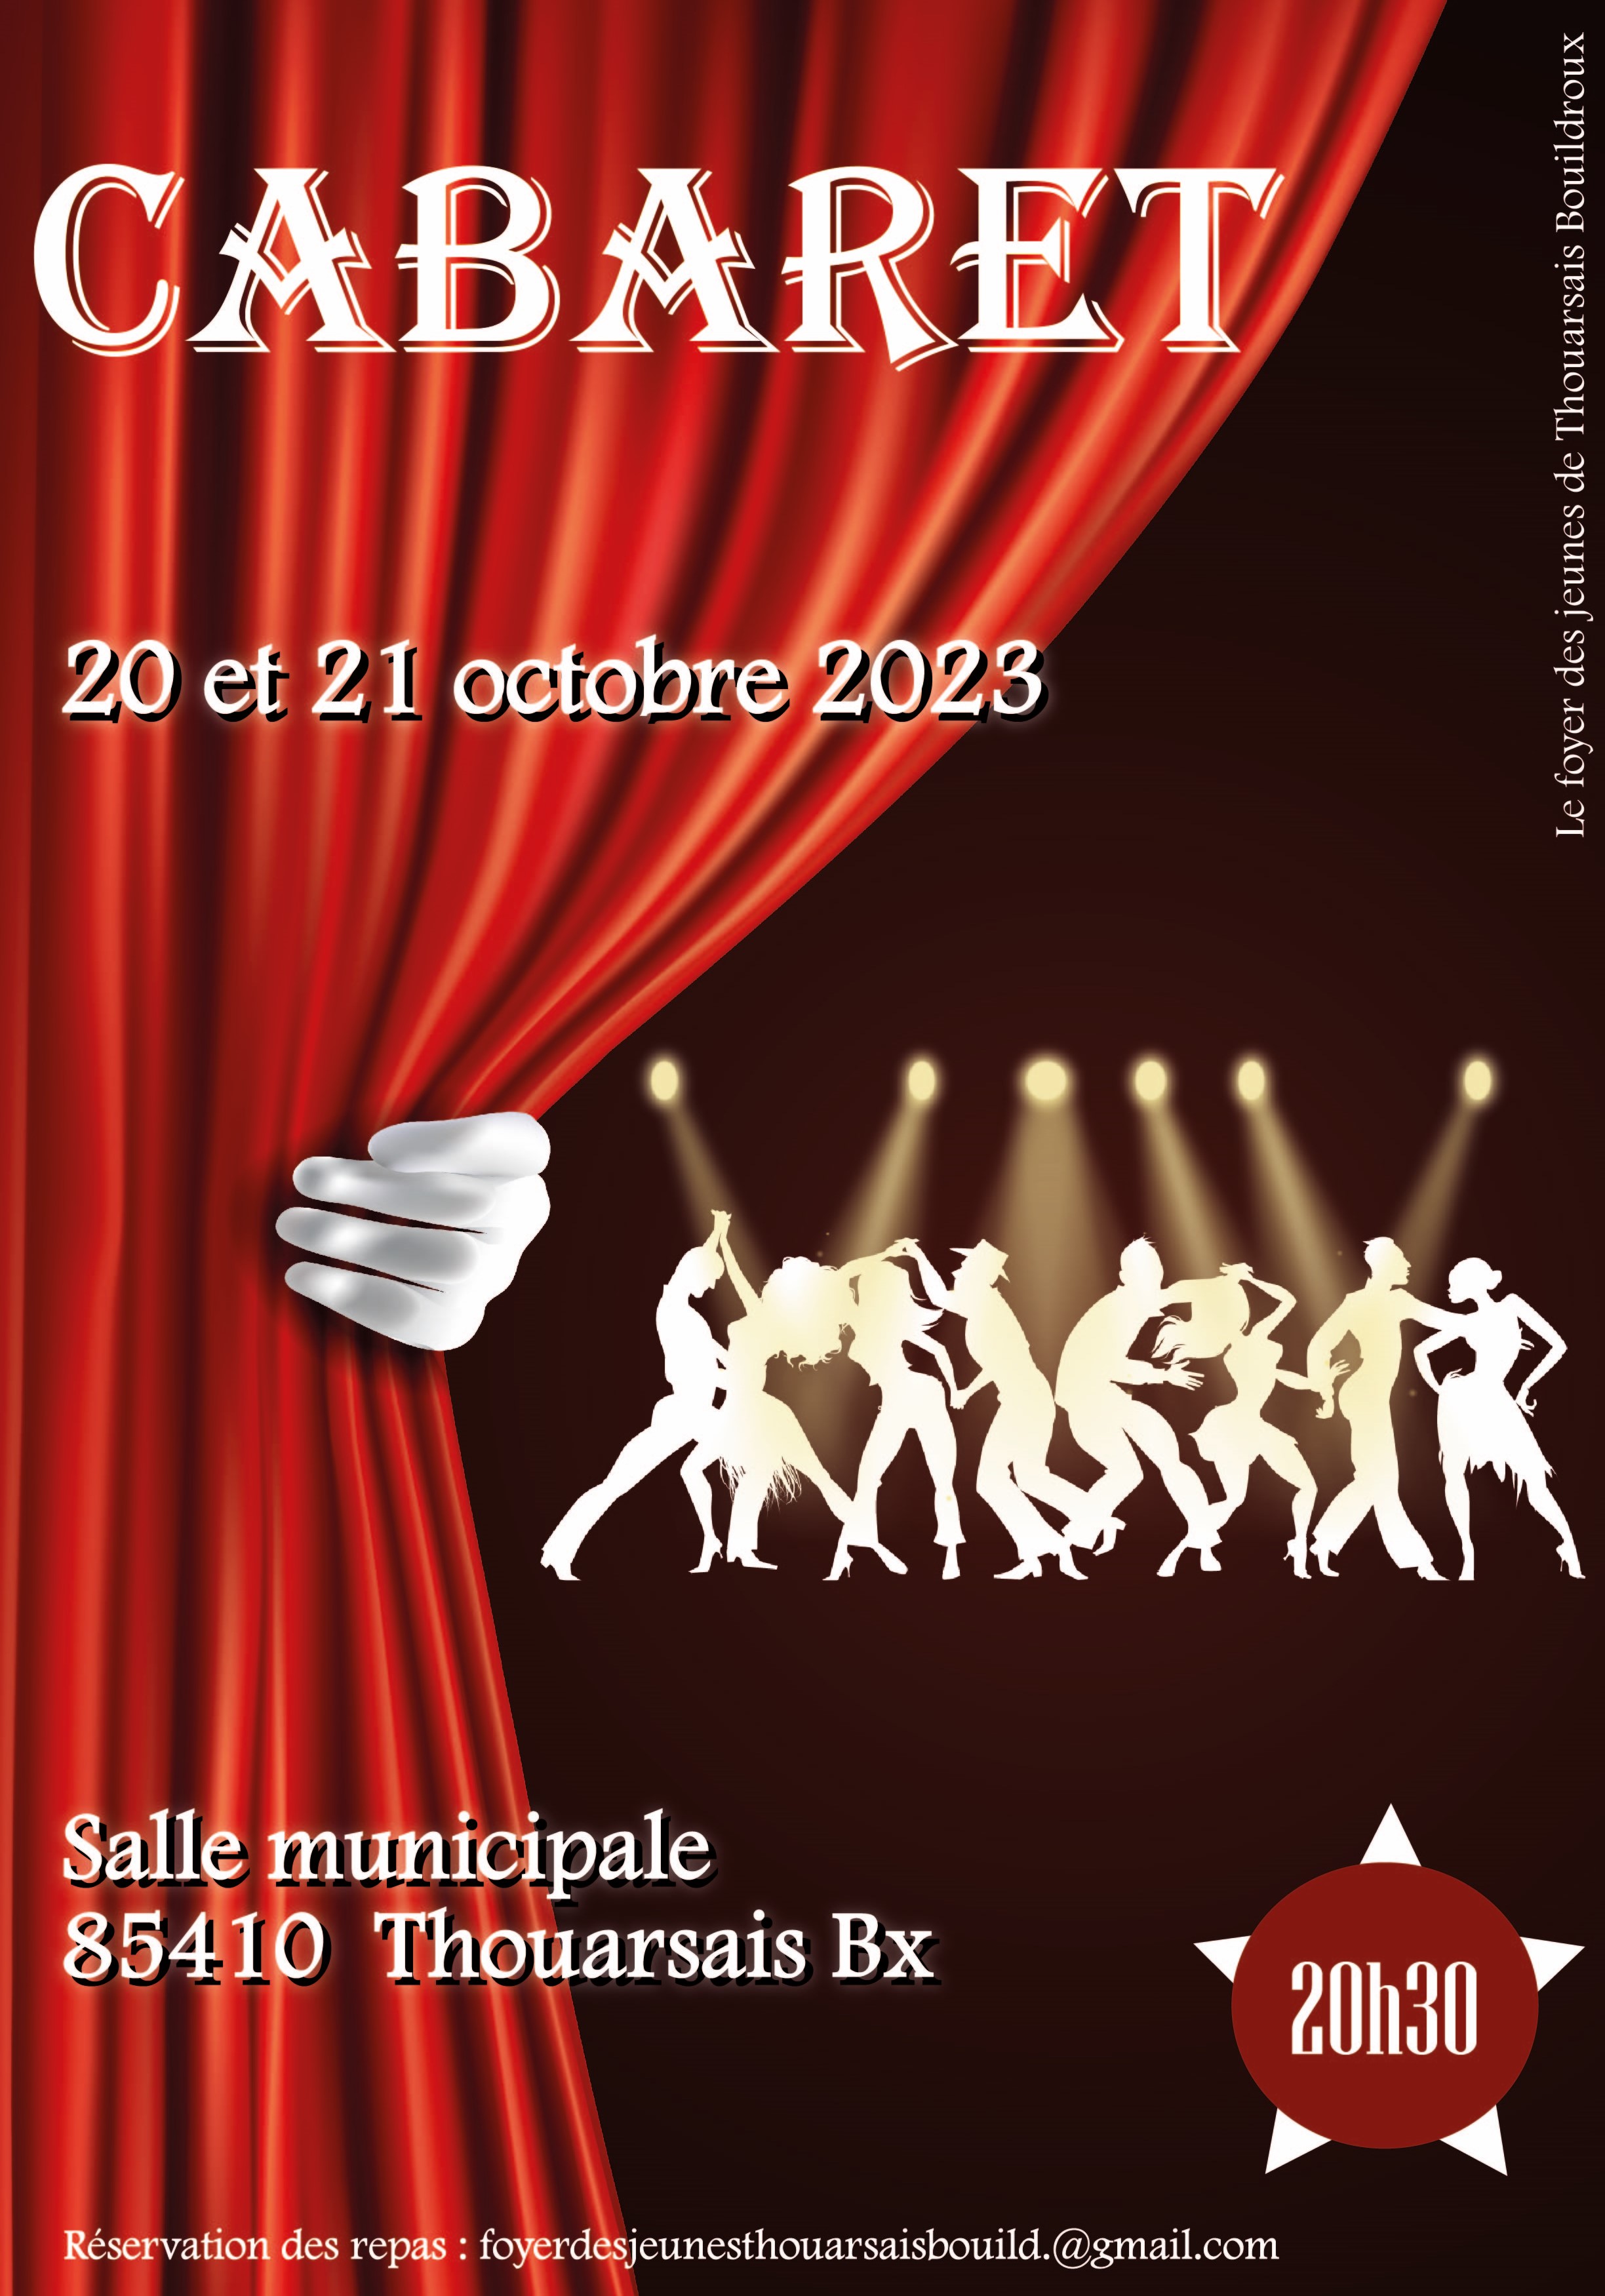 CABARET
Le foyer des jeunes de Thouarsais Bouildroux
20 et 21 octobre 2023
Salle municipale
85410 Thouarsais Bx
20h30
Réservation des repas : foyerdesjeunesthouarsaisbouild.@gmail.com